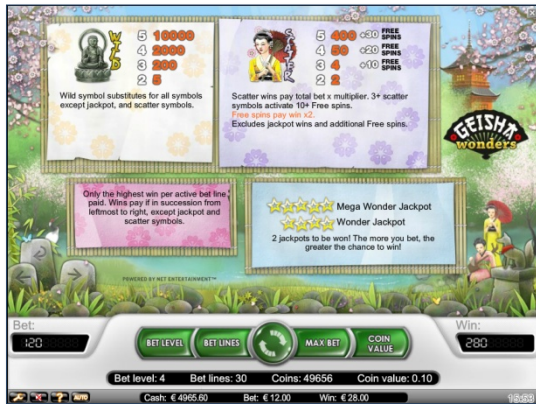 5 10000
4 2000
3 200
2 5
WILD
Wild symbol substitutes for all symbols
except jackpot, and scatter symbols.
SCATTER
5 400 +30 FREE SPINS
4 50 +20 FREE SPINS
3 4 +10 FREE SPINS
2 2
Scatter wins pay total bet x multiplier. 3+ scatter
symbols activate 10+ Free spins.
Free spins pay win x2.
Excludes jackpot wins and additional Free spins.
GEISHA
wonders
Only the highest win per active bet line
paid. Wins pay if in succession from
leftmost to right, except jackpot and
scatter symbols.
Mega Wonder Jackpot
Wonder Jackpot
2 jackpots to be won! The more you bet, the
greater the chance to win!
POWERED BY NET ENTERTAINMENT™
Bet:
120
BET LEVEL
BET LINES
MAX BET
COIN
VALUE
Win:
280
Bet level: 4 Bet lines: 30 Coins: 49656 Coin value: 0.10
? AUTO Cash: € 4965.60 Bet: € 12.00 Win: € 28.00 15:59